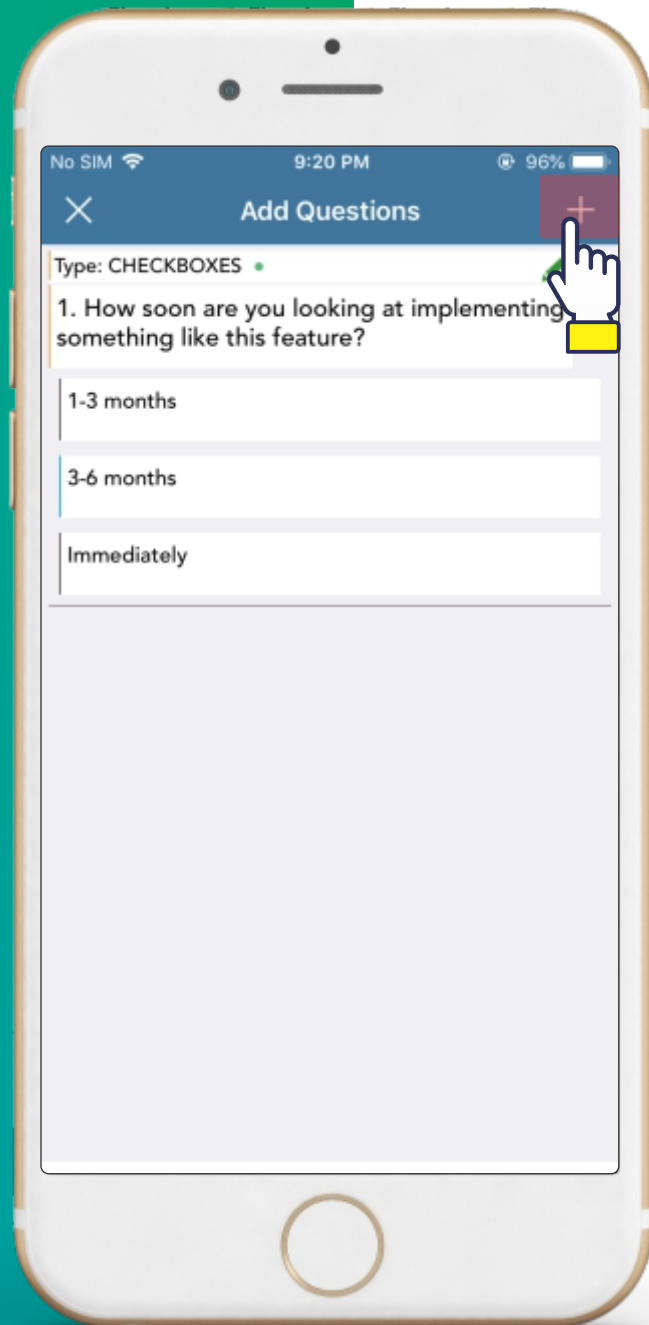 No SIM 9:20 PM 96%
Add Questions
Type: CHECKBOXES
1. How soon are you looking at implementing
something like this feature?
1-3 months
3-6 months
Immediately